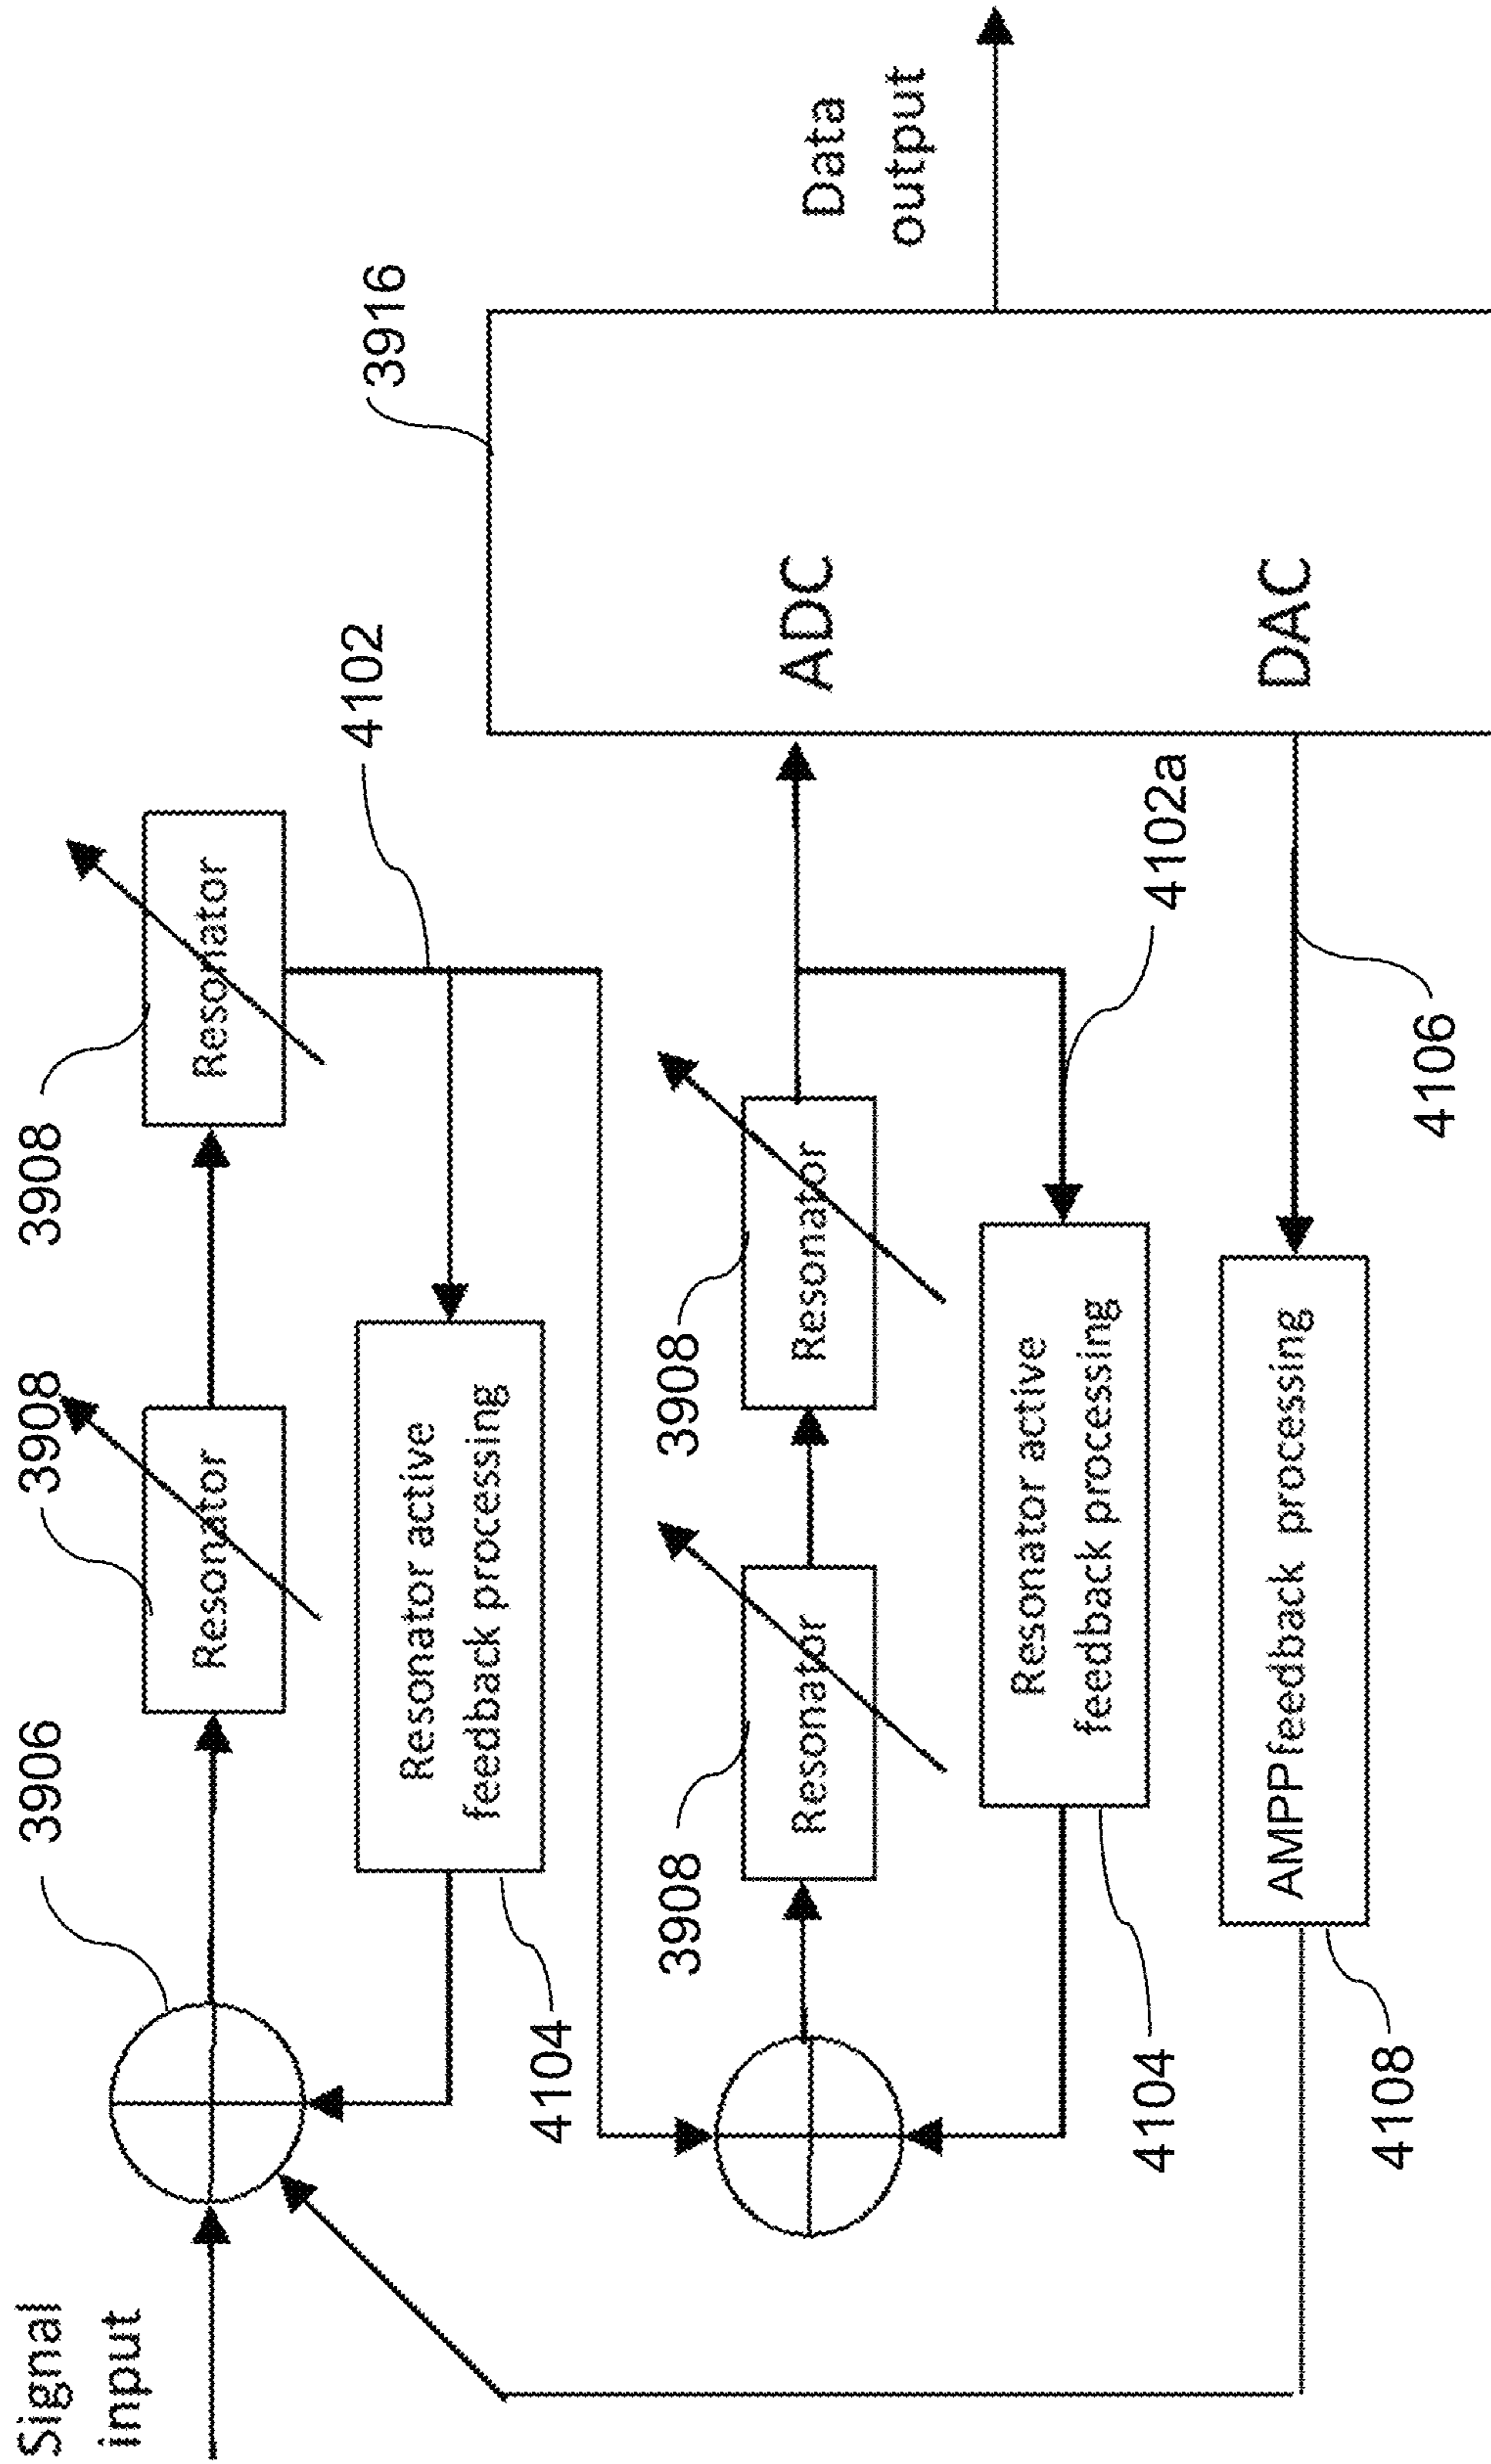 Signal
input
3906
3908
3908
Resonator
Resonator
4102
3916
Resonator active
feedback processing
4104
3908
3908
Resonator
Resonator
ADC
Data
output
Resonator active
feedback processing
4104
4102a
DAC
AMPP feedback processing
4108
4106